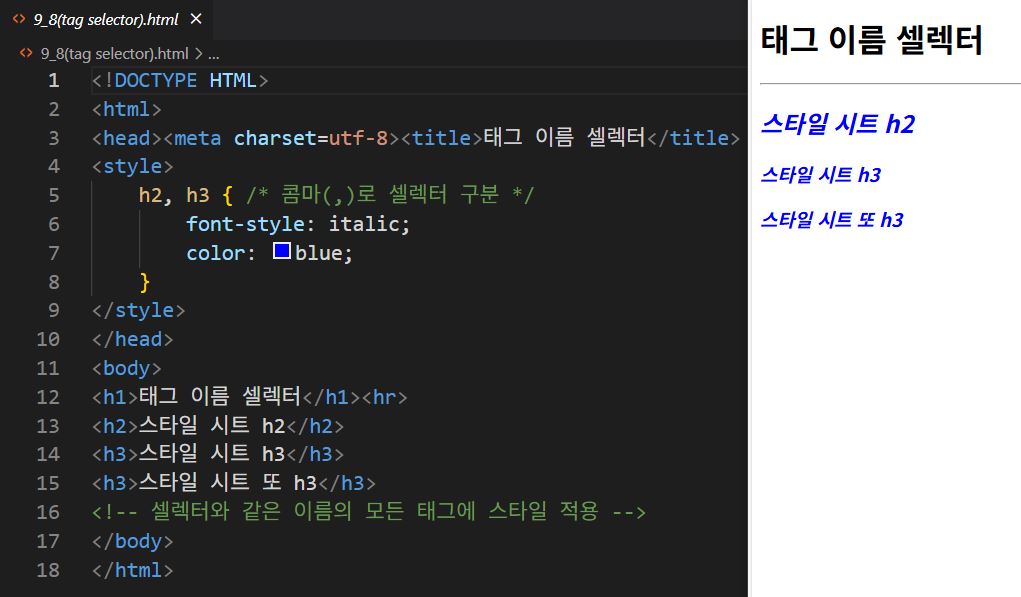 9_8(tag selector).html
9_8(tag selector).html > ...
1 <!DOCTYPE HTML>
2 <html>
3 <head><meta charset=utf-8><title>태그 이름 셀렉터</title>
4 <style>
5 h2, h3 { /* 콤마(,)로 셀렉터 구분 */
6 font-style: italic;
7 color: blue;
8 }
9 </style>
10 </head>
11 <body>
12 <h1>태그 이름 셀렉터</h1><hr>
13 <h2>스타일 시트 h2</h2>
14 <h3>스타일 시트 h3</h3>
15 <h3>스타일 시트 또 h3</h3>
16 <!-- 셀렉터와 같은 이름의 모든 태그에 스타일 적용 -->
17 </body>
18 </html>
태그 이름 셀렉터
스타일 시트 h2
스타일 시트 h3
스타일 시트 또 h3